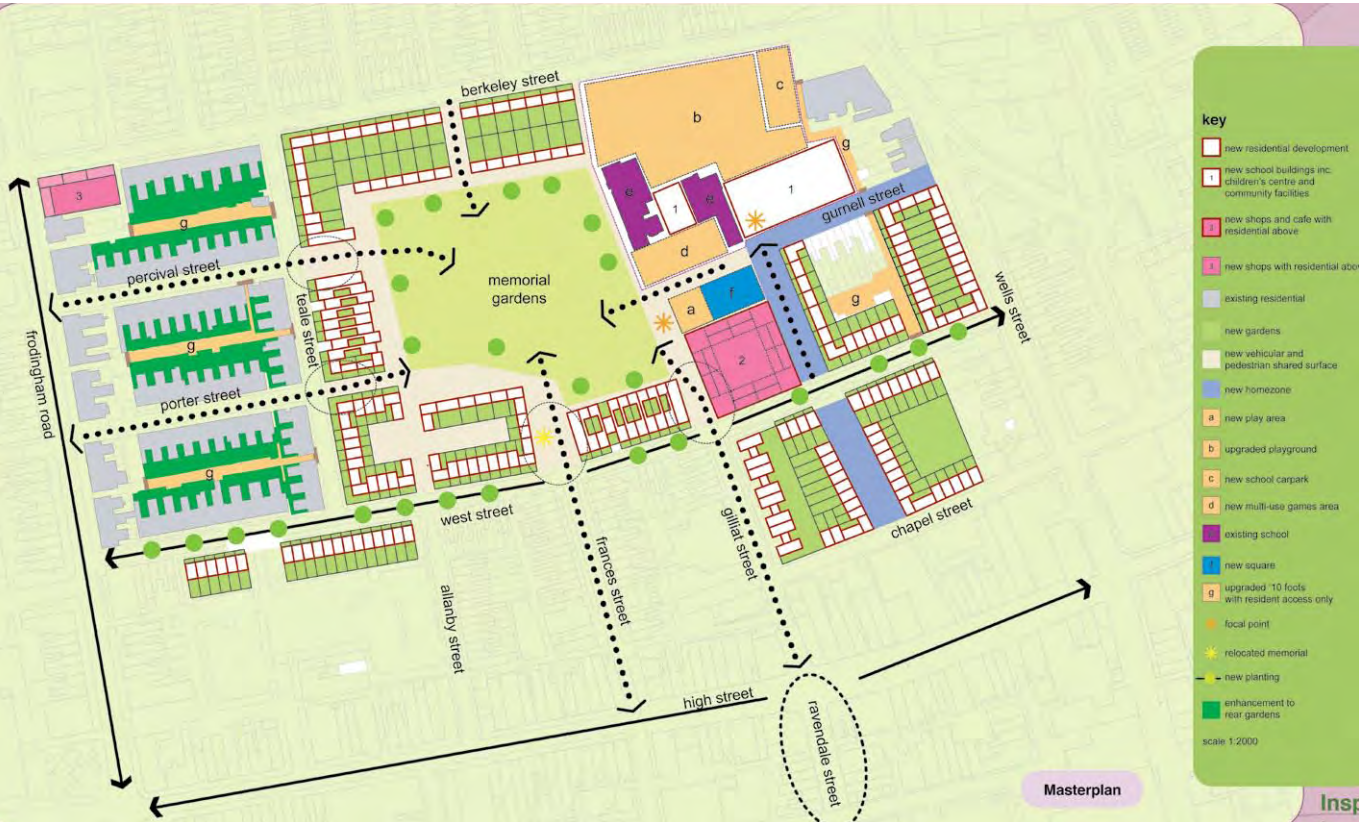 berkeley street
b
c
g
3
g
e
1
e
1
gurnell street
percival street
teale street
memorial
gardens
d
a
f
g
wells street
2
g
frodingham road
porter street
g
west street
chapel street
gilliat street
frances street
allanby street
high street
ravendale street
Masterplan
key
new residential development
1
new school buildings inc.
children's centre and
community facilities
2
new shops and cafe with
residential above
3
new shops with residential abov
existing residential
new gardens
new vehicular and
pedestrian shared surface
new homezone
a
new play area
b
upgraded playground
c
new school carpark
d
new multi-use games area
existing school
f
new square
g
upgraded '10 foots
with resident access only
focal point
relocated memorial
new planting
enhancement to
rear gardens
scale 1:2000
Insp